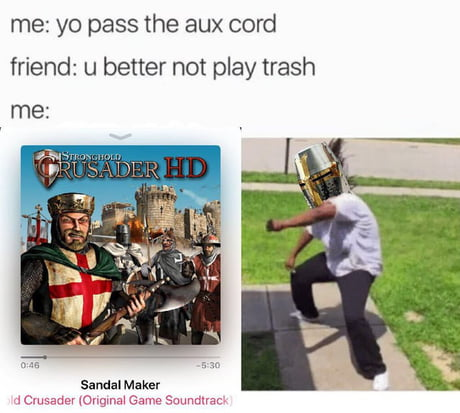 me: yo pass the aux cord
friend: u better not play trash
me:
STRONGHOLD
CRUSADER HD
0:46
-5:30
Sandal Maker
ld Crusader (Original Game Soundtrack)